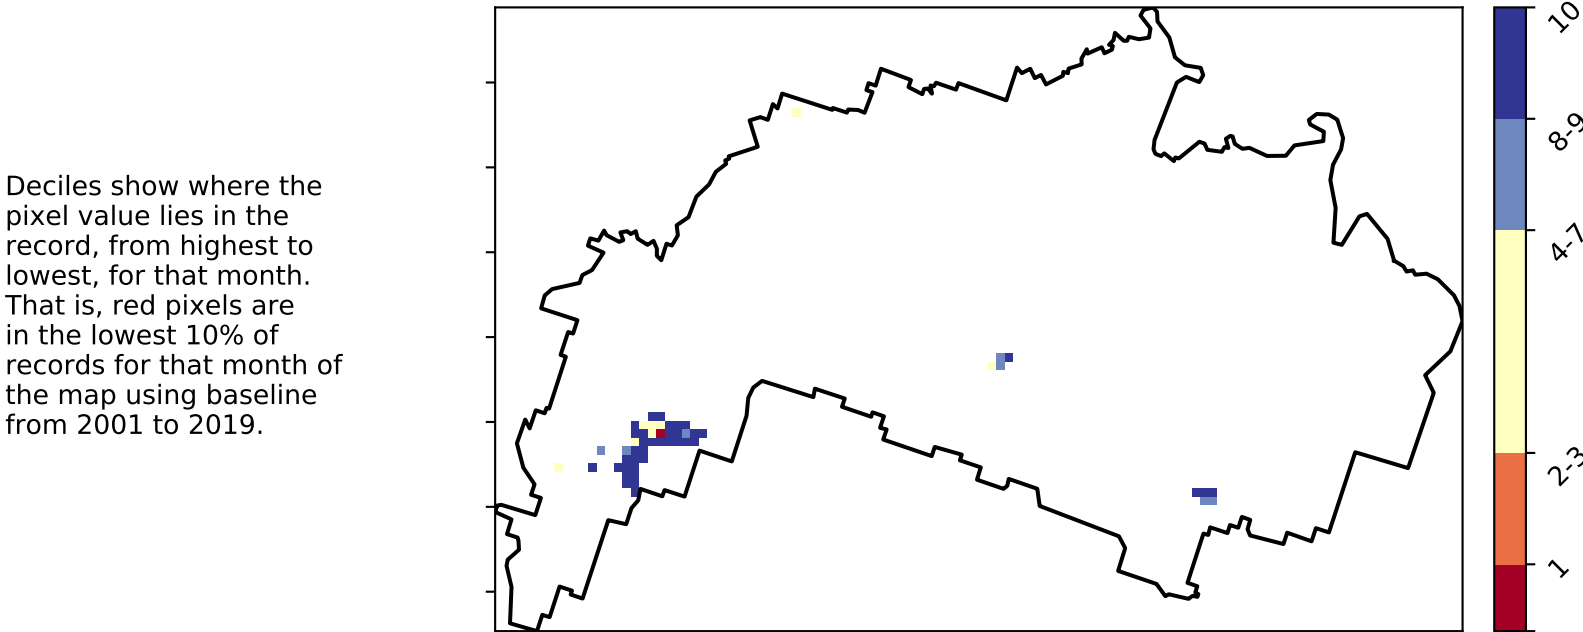 Deciles show where the
pixel value lies in the
record, from highest to
lowest, for that month.
That is, red pixels are
in the lowest 10% of
records for that month of
the map using baseline
from 2001 to 2019.
10
8-9
4-7
2-3
1